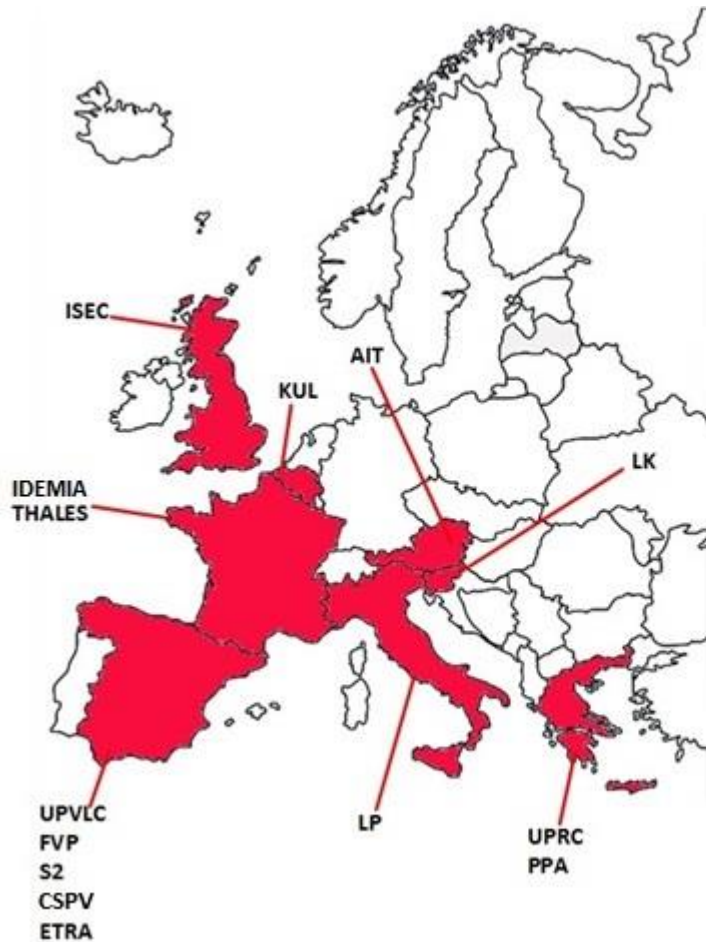 ISEC
AIT
KUL
LK
IDEMIA
THALES
LP
UPRC
PPA
UPVLC
FVP
S2
CSPV
ETRA